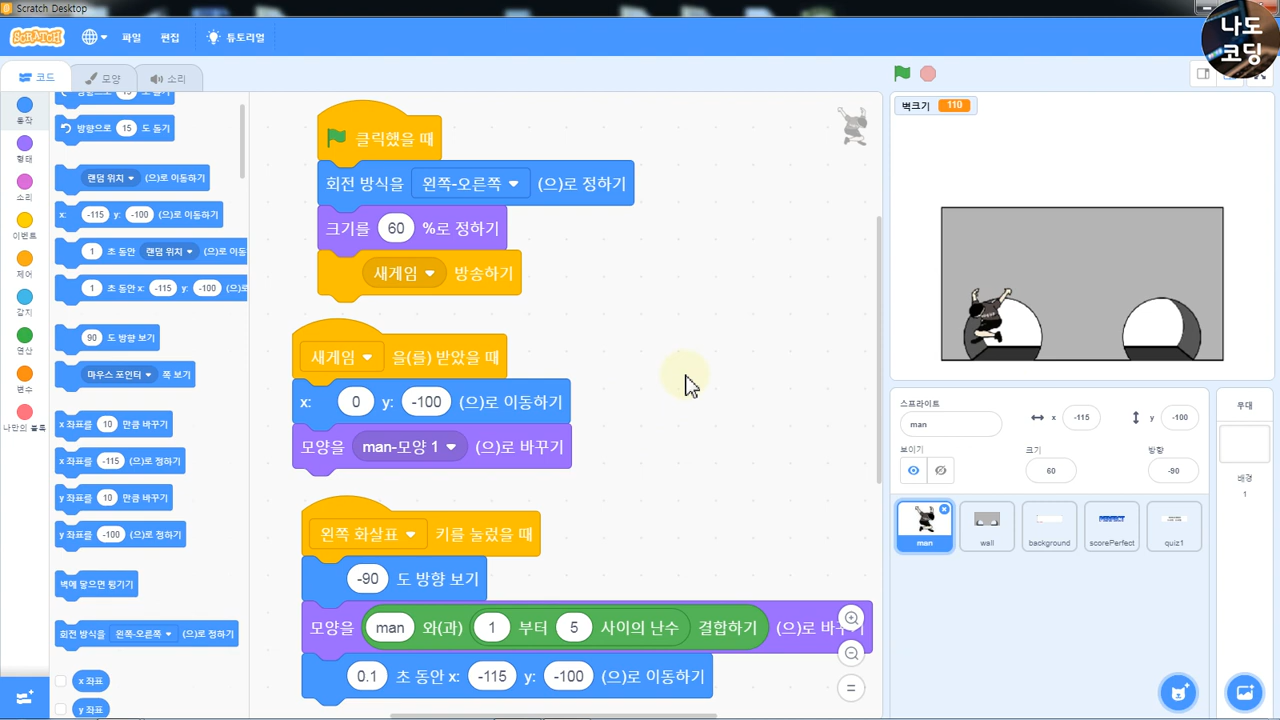 Scratch Desktop
SCRATCH
파일
편집
튜토리얼
나도
코딩
코드
모양
소리
동작
형태
소리
이벤트
제어
감지
연산
변수
나만의 블록
방향으로 15 도 돌기
방향으로 15 도 돌기
랜덤 위치 (으)로 이동하기
x: -115 y: -100 (으)로 이동하기
1 초 동안 랜덤 위치 (으)로 이동
1 초 동안 x: -115 y: -100 (으)로
90 도 방향 보기
마우스 포인터 쪽 보기
x 좌표를 10 만큼 바꾸기
x 좌표를 -115 (으)로 정하기
y 좌표를 10 만큼 바꾸기
y 좌표를 -100 (으)로 정하기
벽에 닿으면 튕기기
회전 방식을 왼쪽-오른쪽 (으)로 정하기
x 좌표
y 좌표
클릭했을 때
회전 방식을 왼쪽-오른쪽 (으)로 정하기
크기를 60 %로 정하기
새게임 방송하기
새게임 을(를) 받았을 때
x: 0 y: -100 (으)로 이동하기
모양을 man-모양 1 (으)로 바꾸기
왼쪽 화살표 키를 눌렀을 때
-90 도 방향 보기
모양을 man 와(과) 1 부터 5 사이의 난수 결합하기 (으)로 바꾸기
0.1 초 동안 x: -115 y: -100 (으)로 이동하기
벽크기 110
스프라이트
man
x -115
y -100
보이기
크기
60
방향
-90
man
wall
background
scorePerfect
quiz1
PERFECT
무대
배경
1